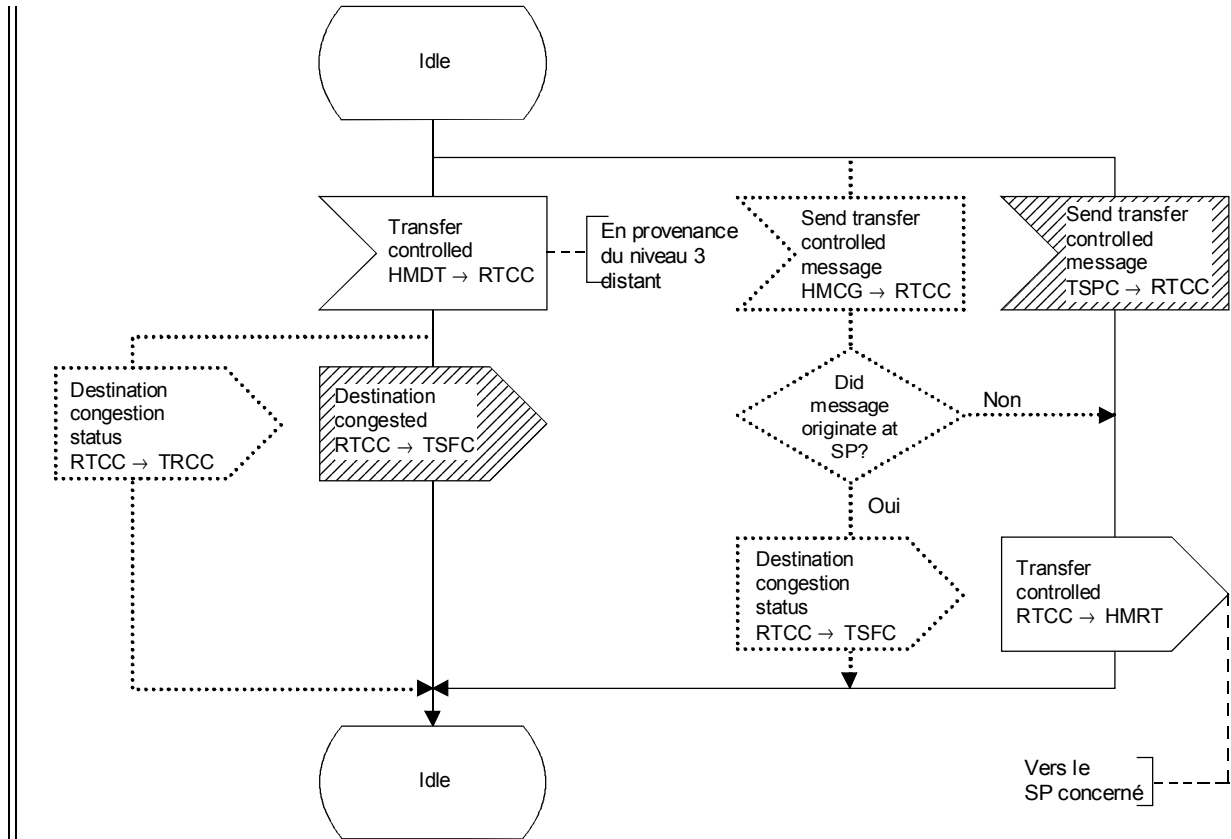 Idle
Transfer
controlled
HMDT → RTCC
En provenance
du niveau 3
distant
Send transfer
controlled
message
HMCG → RTCC
Send transfer
controlled
message
TSPC → RTCC
Destination
congestion
status
RTCC → TRCC
Destination
congested
RTCC → TSFC
Did
message
originate at
SP?
Non
Oui
Destination
congestion
status
RTCC → TSFC
Transfer
controlled
RTCC → HMRT
Idle
Vers le
SP concerné